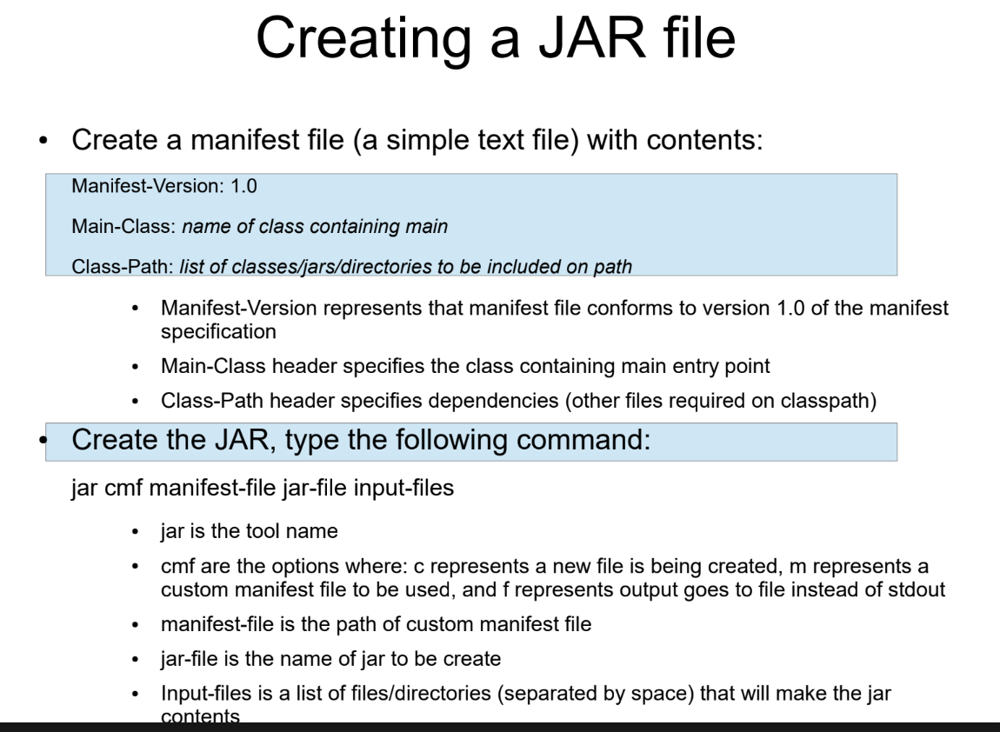 Creating a JAR file
• Create a manifest file (a simple text file) with contents:
Manifest-Version: 1.0
Main-Class: name of class containing main
Class-Path: list of classes/jars/directories to be included on path
• Manifest-Version represents that manifest file conforms to version 1.0 of the manifest
specification
• Main-Class header specifies the class containing main entry point
• Class-Path header specifies dependencies (other files required on classpath)
• Create the JAR, type the following command:
jar cmf manifest-file jar-file input-files
• jar is the tool name
• cmf are the options where: c represents a new file is being created, m represents a
custom manifest file to be used, and f represents output goes to file instead of stdout
• manifest-file is the path of custom manifest file
• jar-file is the name of jar to be create
• Input-files is a list of files/directories (separated by space) that will make the jar
contents